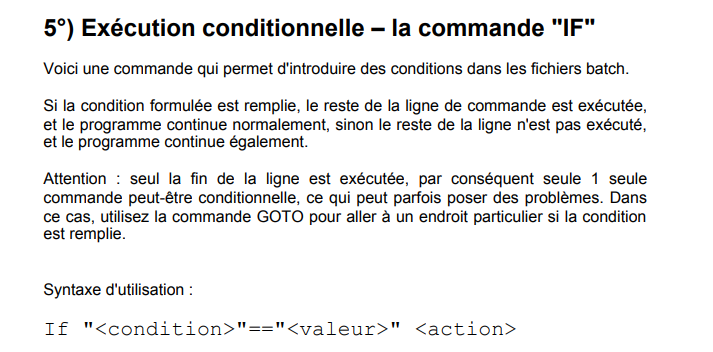 5°) Exécution conditionnelle – la commande "IF"
Voici une commande qui permet d'introduire des conditions dans les fichiers batch.
Si la condition formulée est remplie, le reste de la ligne de commande est exécutée,
et le programme continue normalement, sinon le reste de la ligne n'est pas exécuté,
et le programme continue également.
Attention : seul la fin de la ligne est exécutée, par conséquent seule 1 seule
commande peut-être conditionnelle, ce qui peut parfois poser des problèmes. Dans
ce cas, utilisez la commande GOTO pour aller à un endroit particulier si la condition
est remplie.
Syntaxe d'utilisation :
If "<condition>"=="<valeur>" <action>